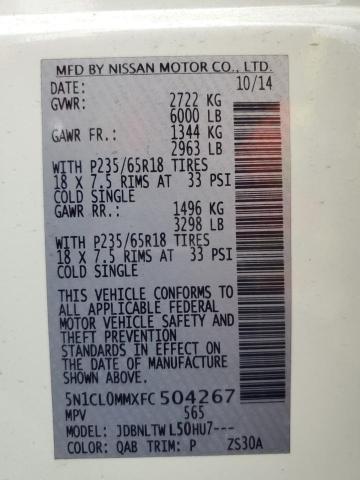 MFD BY NISSAN MOTOR CO., LTD.
DATE: 10/14
GVWR: 2722 KG
6000 LB
GAWR FR.: 1344 KG
2963 LB
WITH P235/65R18 TIRES
18 X 7.5 RIMS AT 33 PSI
COLD SINGLE
GAWR RR.: 1496 KG
3298 LB
WITH P235/65R18 TIRES
18 X 7.5 RIMS AT 33 PSI
COLD SINGLE
THIS VEHICLE CONFORMS TO
ALL APPLICABLE FEDERAL
MOTOR VEHICLE SAFETY AND
THEFT PREVENTION
STANDARDS IN EFFECT ON
THE DATE OF MANUFACTURE
SHOWN ABOVE.
5N1CL0MMXFC504267
MPV 565
MODEL: JDBNLTWL50HU7---
COLOR: QAB TRIM: P ZS30A